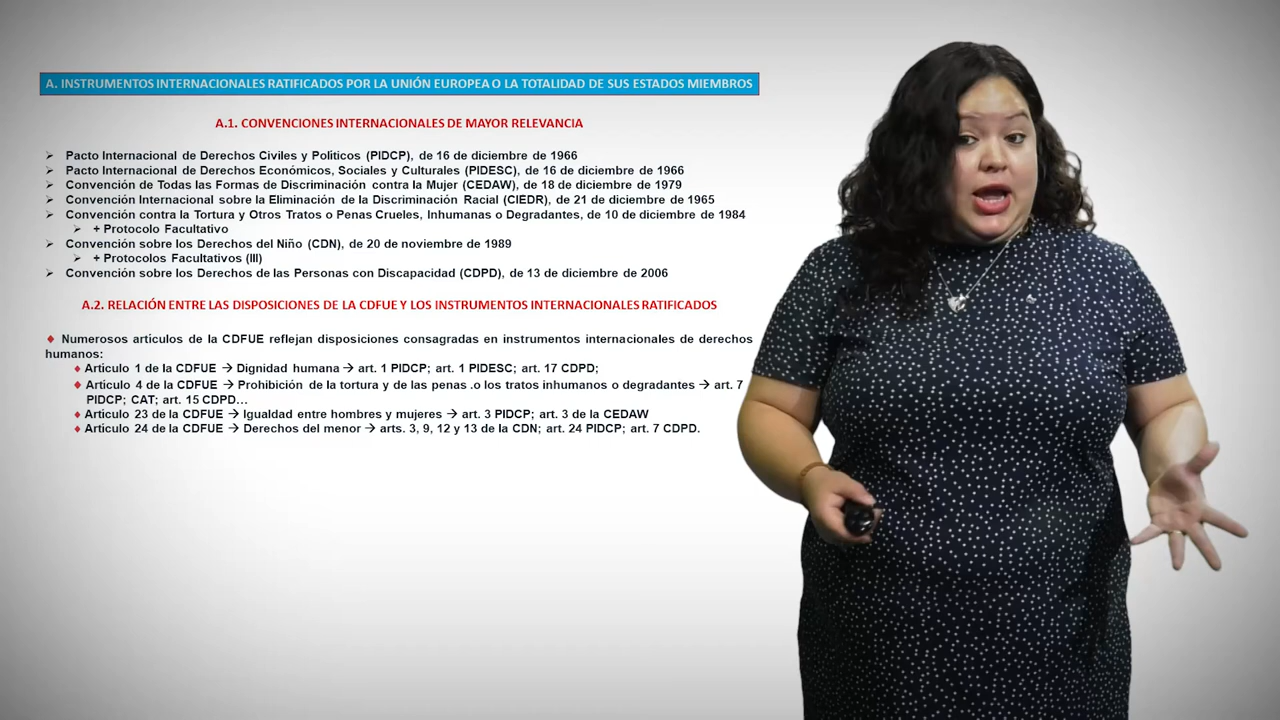 A. INSTRUMENTOS INTERNACIONALES RATIFICADOS POR LA UNIÓN EUROPEA O LA TOTALIDAD DE SUS ESTADOS MIEMBROS
A.1. CONVENCIONES INTERNACIONALES DE MAYOR RELEVANCIA
➢ Pacto Internacional de Derechos Civiles y Políticos (PIDCP), de 16 de diciembre de 1966
➢ Pacto Internacional de Derechos Económicos, Sociales y Culturales (PIDESC), de 16 de diciembre de 1966
➢ Convención de Todas las Formas de Discriminación contra la Mujer (CEDAW), de 18 de diciembre de 1979
➢ Convención Internacional sobre la Eliminación de la Discriminación Racial (CIEDR), de 21 de diciembre de 1965
➢ Convención contra la Tortura y Otros Tratos o Penas Crueles, Inhumanas o Degradantes, de 10 de diciembre de 1984
➢ + Protocolo Facultativo
➢ Convención sobre los Derechos del Niño (CDN), de 20 de noviembre de 1989
➢ + Protocolos Facultativos (III)
➢ Convención sobre los Derechos de las Personas con Discapacidad (CDPD), de 13 de diciembre de 2006
A.2. RELACIÓN ENTRE LAS DISPOSICIONES DE LA CDFUE Y LOS INSTRUMENTOS INTERNACIONALES RATIFICADOS
♦ Numerosos artículos de la CDFUE reflejan disposiciones consagradas en instrumentos internacionales de derechos
humanos:
♦ Artículo 1 de la CDFUE → Dignidad humana → art. 1 PIDCP; art. 1 PIDESC; art. 17 CDPD;
♦ Artículo 4 de la CDFUE → Prohibición de la tortura y de las penas .o los tratos inhumanos o degradantes → art. 7
PIDCP; CAT; art. 15 CDPD...
♦ Artículo 23 de la CDFUE → Igualdad entre hombres y mujeres → art. 3 PIDCP; art. 3 de la CEDAW
♦ Artículo 24 de la CDFUE → Derechos del menor → arts. 3, 9, 12 y 13 de la CDN; art. 24 PIDCP; art. 7 CDPD.